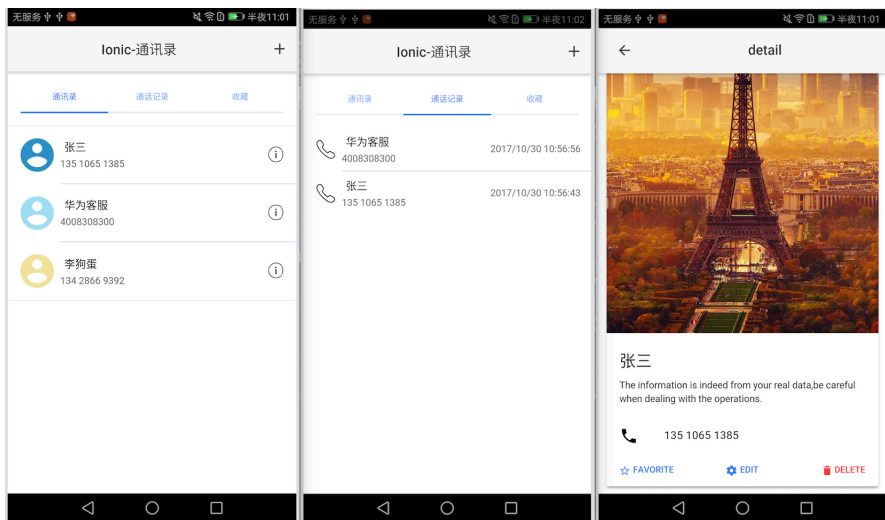 无服务 半夜11:01
Ionic-通讯录 +
通讯录 通话记录 收藏
张三
135 1065 1385
华为客服
4008308300
李狗蛋
134 2866 9392
无服务 半夜11:02
Ionic-通讯录 +
通讯录 通话记录 收藏
华为客服
4008308300 2017/10/30 10:56:56
张三
135 1065 1385 2017/10/30 10:56:43
无服务 半夜11:01
detail
张三
The information is indeed from your real data,be careful
when dealing with the operations.
135 1065 1385
FAVORITE EDIT DELETE